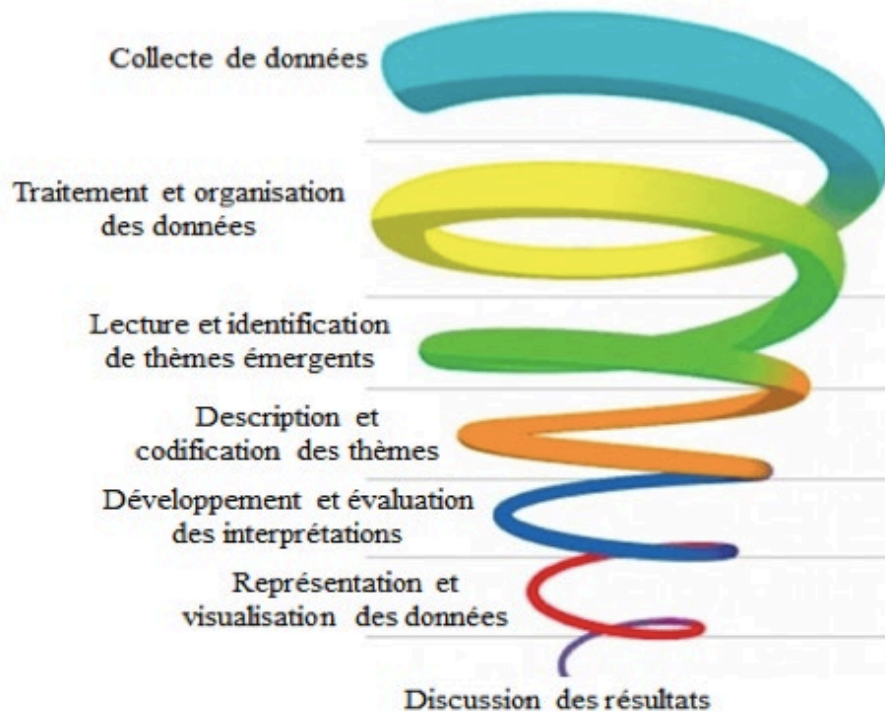 Collecte de données
Traitement et organisation
des données
Lecture et identification
de thèmes émergents
Description et
codification des thèmes
Développement et évaluation
des interprétations
Représentation et
visualisation des données
Discussion des résultats